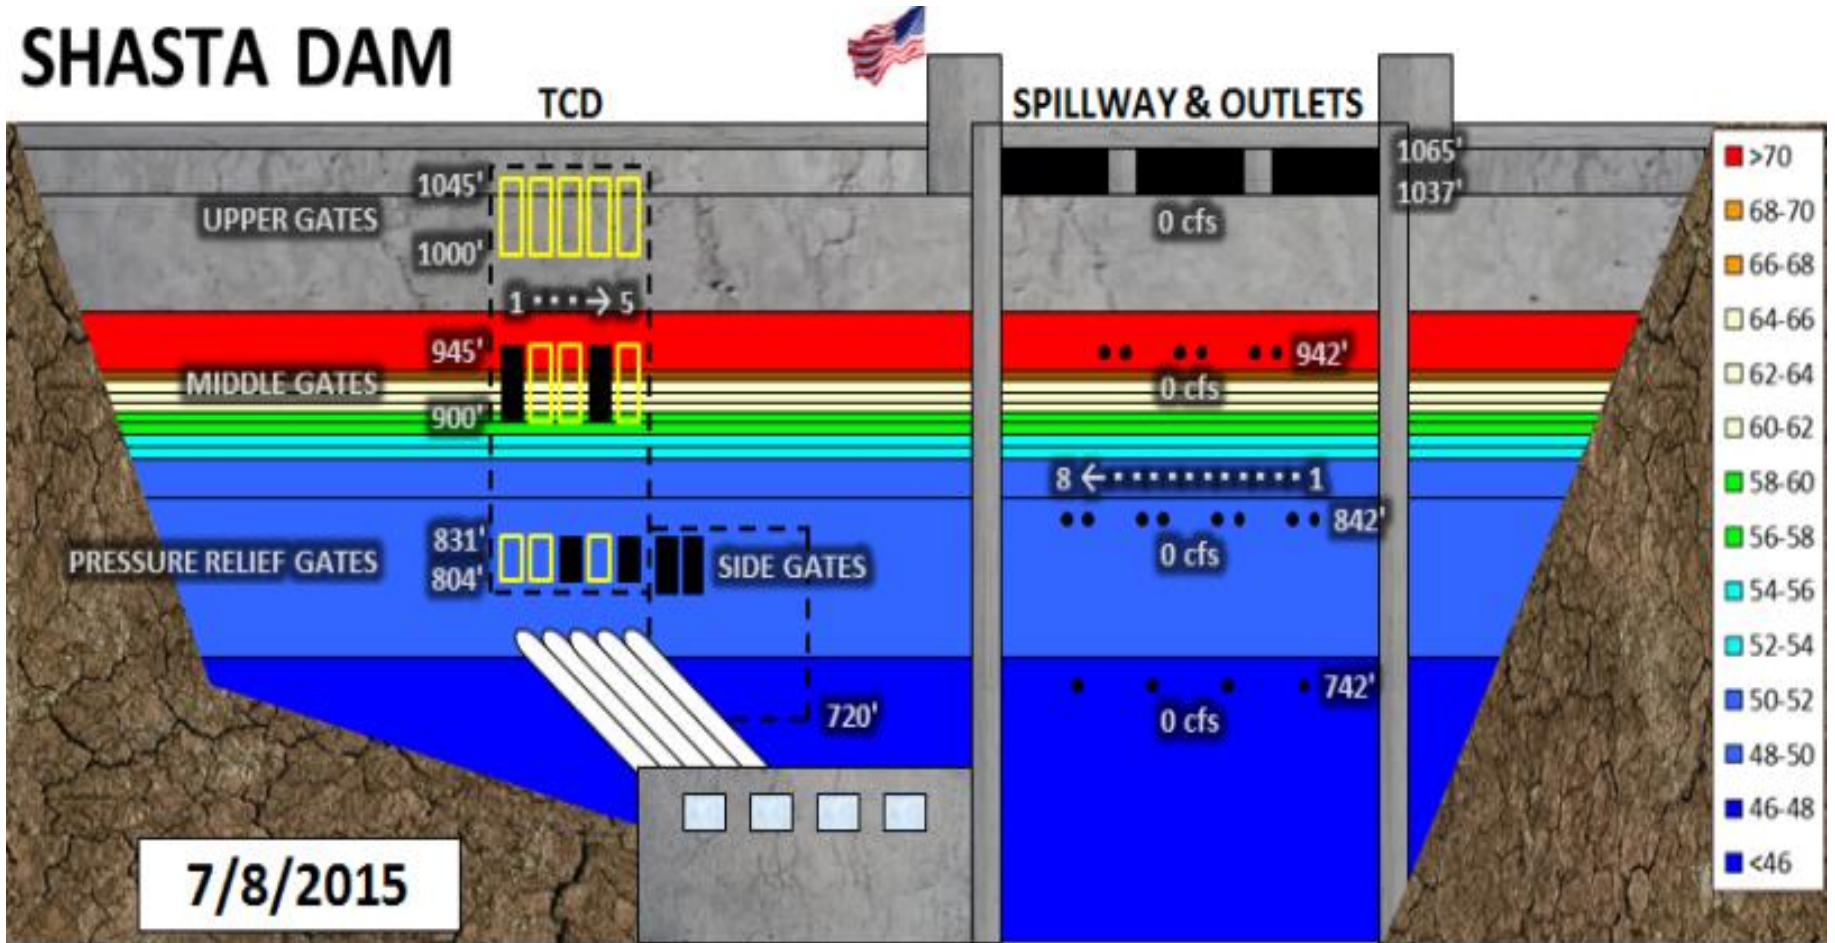 SHASTA DAM
TCD
SPILLWAY & OUTLETS
1045'
UPPER GATES
1000'
1 5
945'
MIDDLE GATES
900'
831'
PRESSURE RELIEF GATES
804'
SIDE GATES
720'
1065'
1037'
0 cfs
942'
0 cfs
8 1
842'
0 cfs
742'
0 cfs
>70
68-70
66-68
64-66
62-64
60-62
58-60
56-58
54-56
52-54
50-52
48-50
46-48
<46
7/8/2015